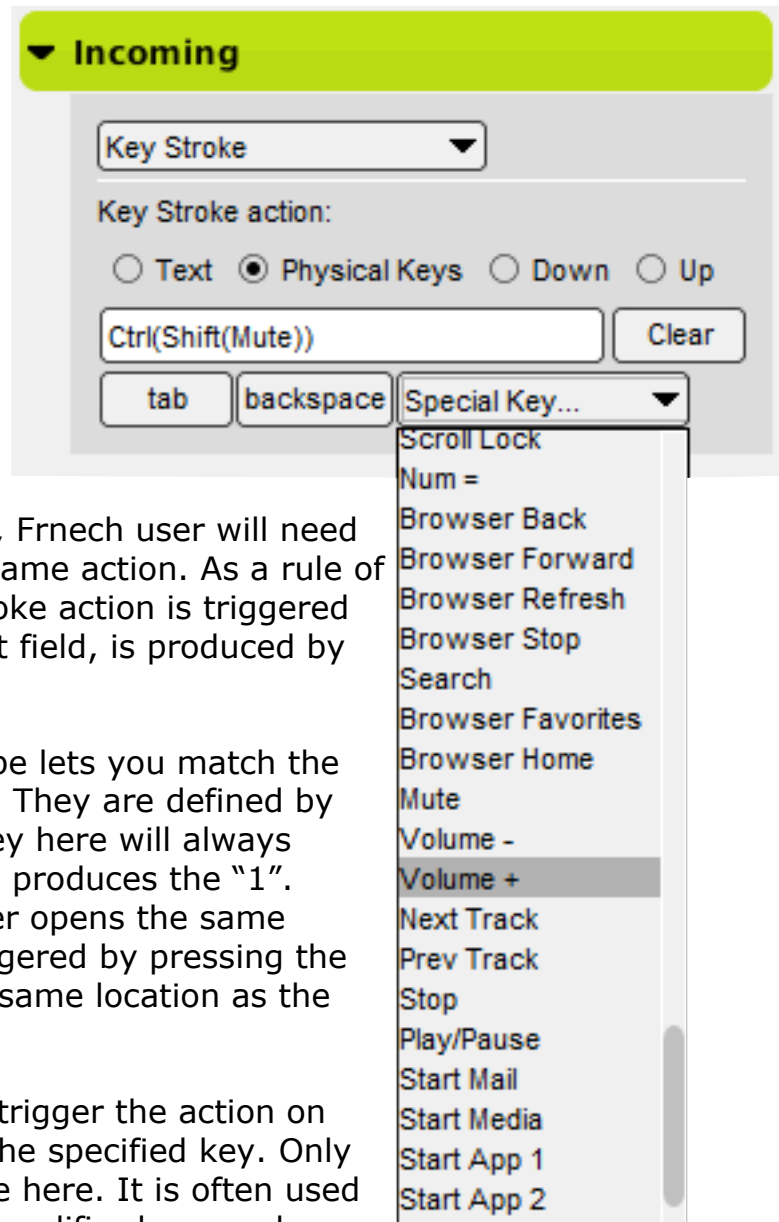 Incoming
Key Stroke
Key Stroke action:
Text Physical Keys Down Up
Ctrl(Shift(Mute)) Clear
tab backspace Special Key...
Scroll Lock
Num =
Browser Back
Browser Forward
Browser Refresh
Browser Stop
Search
Browser Favorites
Browser Home
Mute
Volume -
Volume +
Next Track
Prev Track
Stop
Play/Pause
Start Mail
Start Media
Start App 1
Start App 2
, Frnech user will need
ame action. As a rule of
oke action is triggered
t field, is produced by
pe lets you match the
They are defined by
ey here will always
produces the “1”.
er opens the same
ggered by pressing the
same location as the
trigger the action on
he specified key. Only
e here. It is often used